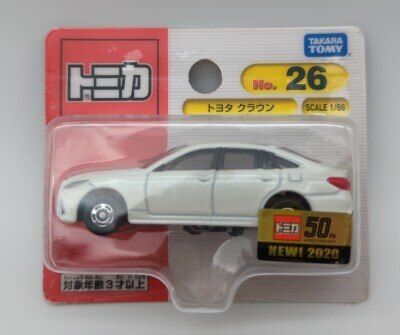 トミカ
TAKARA TOMY
No. 26
トヨタ クラウン
SCALE 1/66
トミカ 50th
anniversary
NEW! 2020
対象年齢3才以上